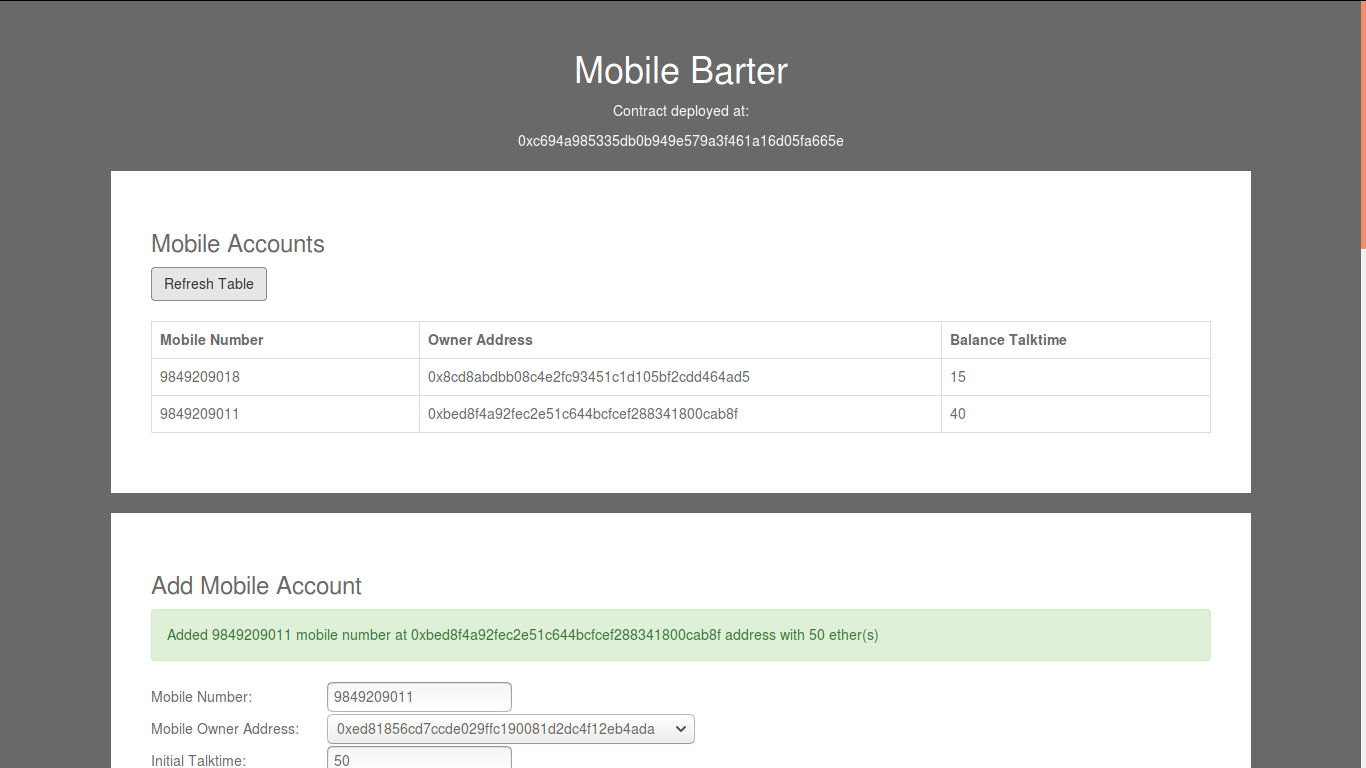 Mobile Barter
Contract deployed at:
0xc694a985335db0b949e579a3f461a16d05fa665e
Mobile Accounts
Refresh Table
Mobile Number Owner Address Balance Talktime
9849209018 0x8cd8abdbb08c4e2fc93451c1d105bf2cdd464ad5 15
9849209011 0xbed8f4a92fec2e51c644bcfcef288341800cab8f 40
Add Mobile Account
Added 9849209011 mobile number at 0xbed8f4a92fec2e51c644bcfcef288341800cab8f address with 50 ether(s)
Mobile Number: 9849209011
Mobile Owner Address: 0xed81856cd7ccde029ffc190081d2dc4f12eb4ada
Initial Talktime: 50